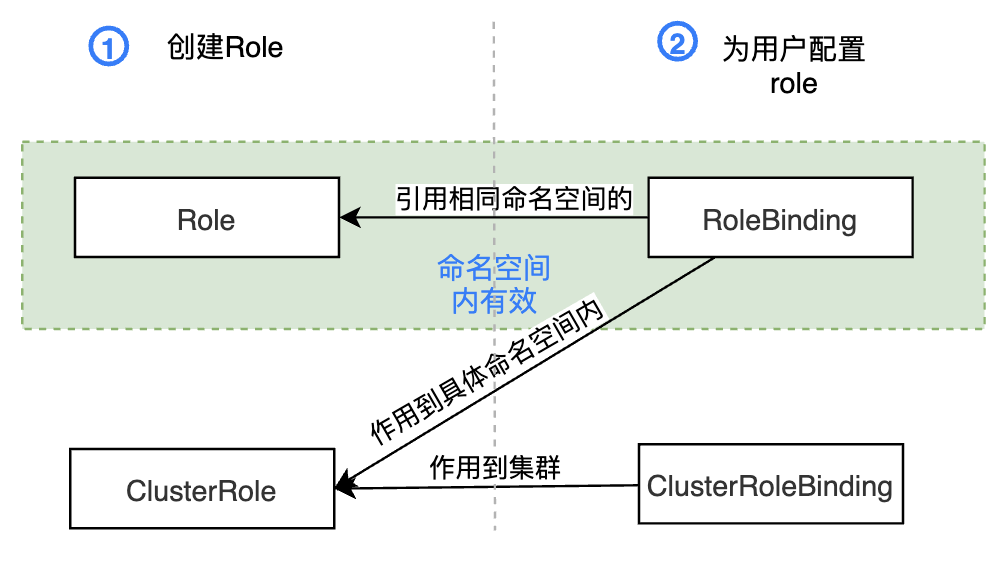 1
创建Role
2
为用户配置
role
Role
引用相同命名空间的
RoleBinding
命名空间
内有效
作用到具体命名空间内
ClusterRole
作用到集群
ClusterRoleBinding